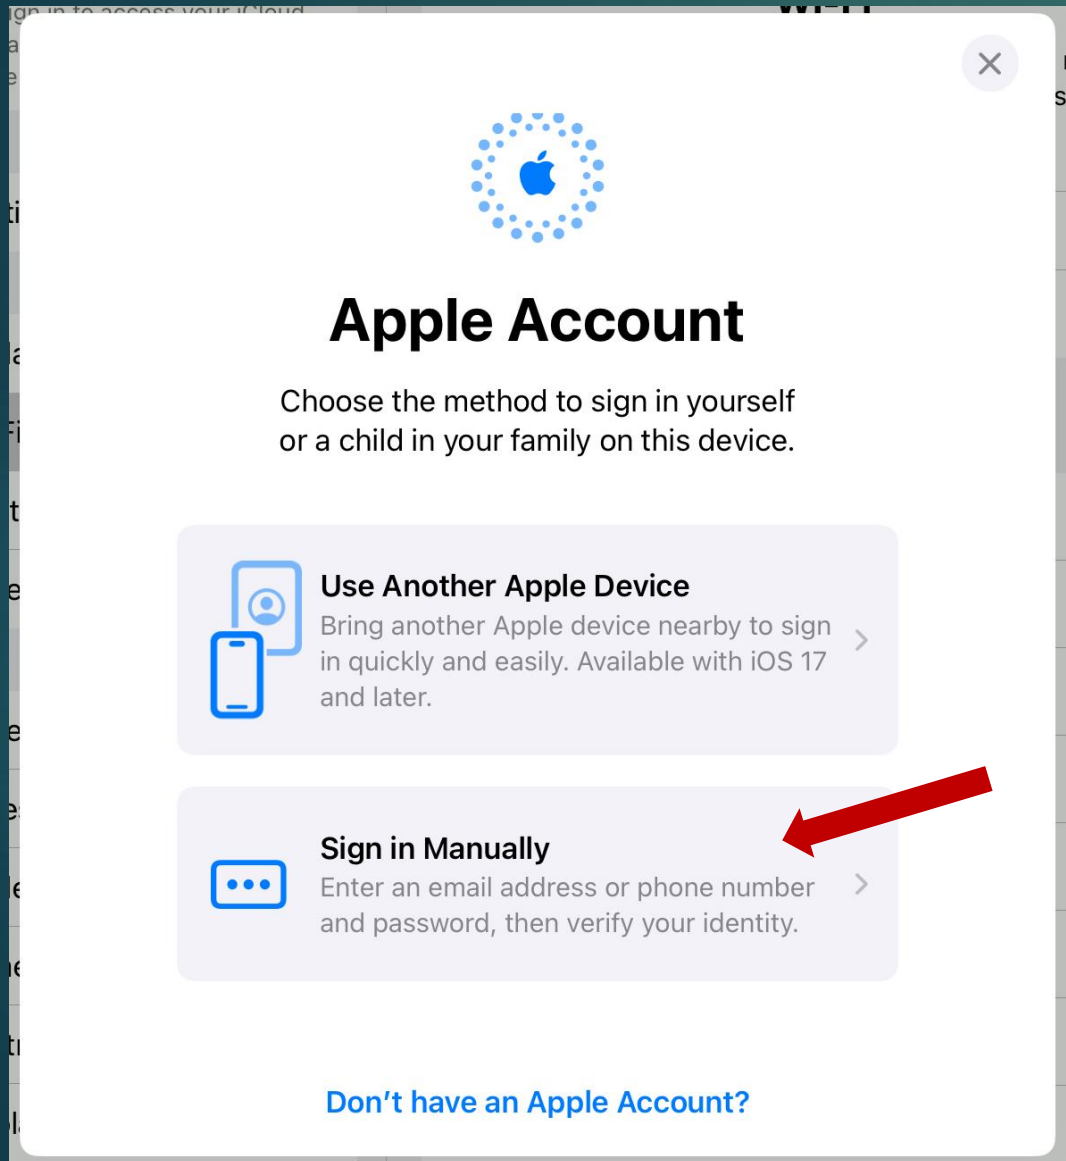 Apple Account
Choose the method to sign in yourself
or a child in your family on this device.
Use Another Apple Device
Bring another Apple device nearby to sign
in quickly and easily. Available with iOS 17
and later.
Sign in Manually
Enter an email address or phone number
and password, then verify your identity.
Don't have an Apple Account?